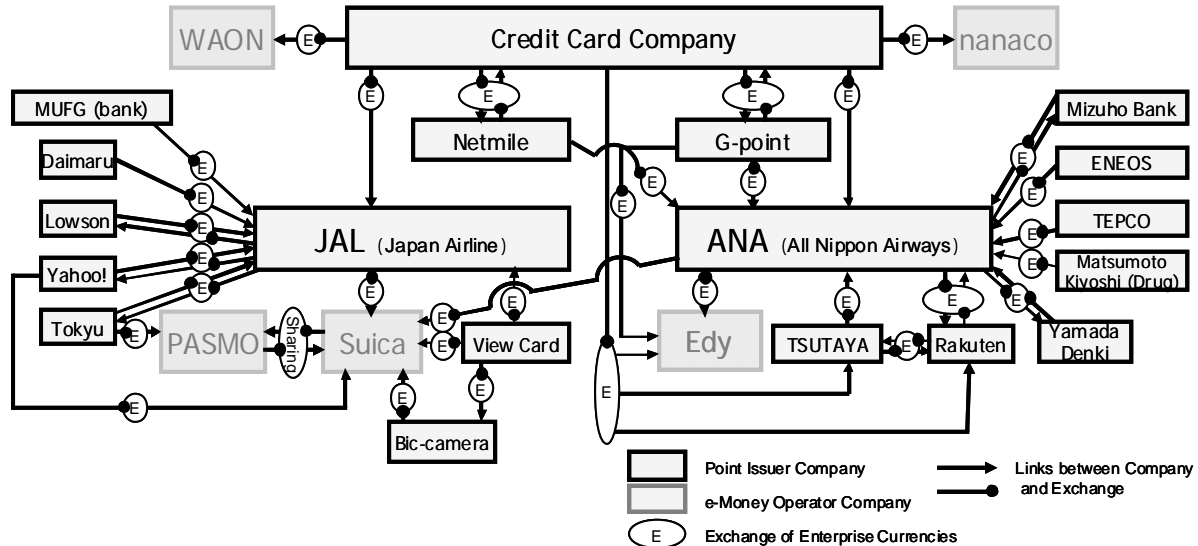 WAON
E
Credit Card Company
E
nanaco
E
E
E
E
MUFG (bank)
Netmile
G-point
Mizuho Bank
E
Daimaru
E
E
E
E
ENEOS
E
E
Lowson
E
E
JAL (Japan Airline)
ANA (All Nippon Airways)
TEPCO
E
Yahoo!
E
E
Matsumoto
Kiyoshi (Drug)
Tokyu
E
E
E
E
E
E
E
E
PASMO
Sharing
Suica
E
E
View Card
Edy
TSUTAYA
E
Rakuten
Yamada
Denki
E
E
E
E
Bic-camera
Point Issuer Company
Links between Company
and Exchange
e-Money Operator Company
E
Exchange of Enterprise Currencies